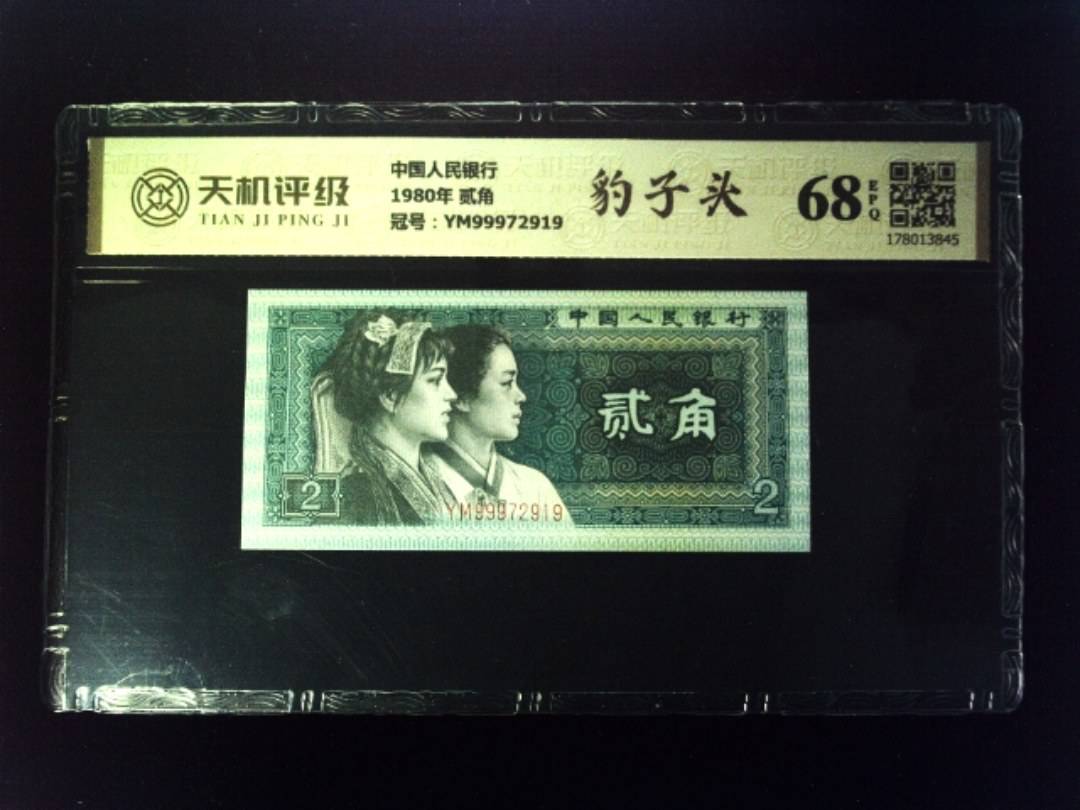 天机评级
TIAN JI PING JI
中国人民银行
1980年 贰角
冠号：YM99972919
豹子头
68
EPQ
178013845
中国人民银行
贰角
2
2
YM99972919